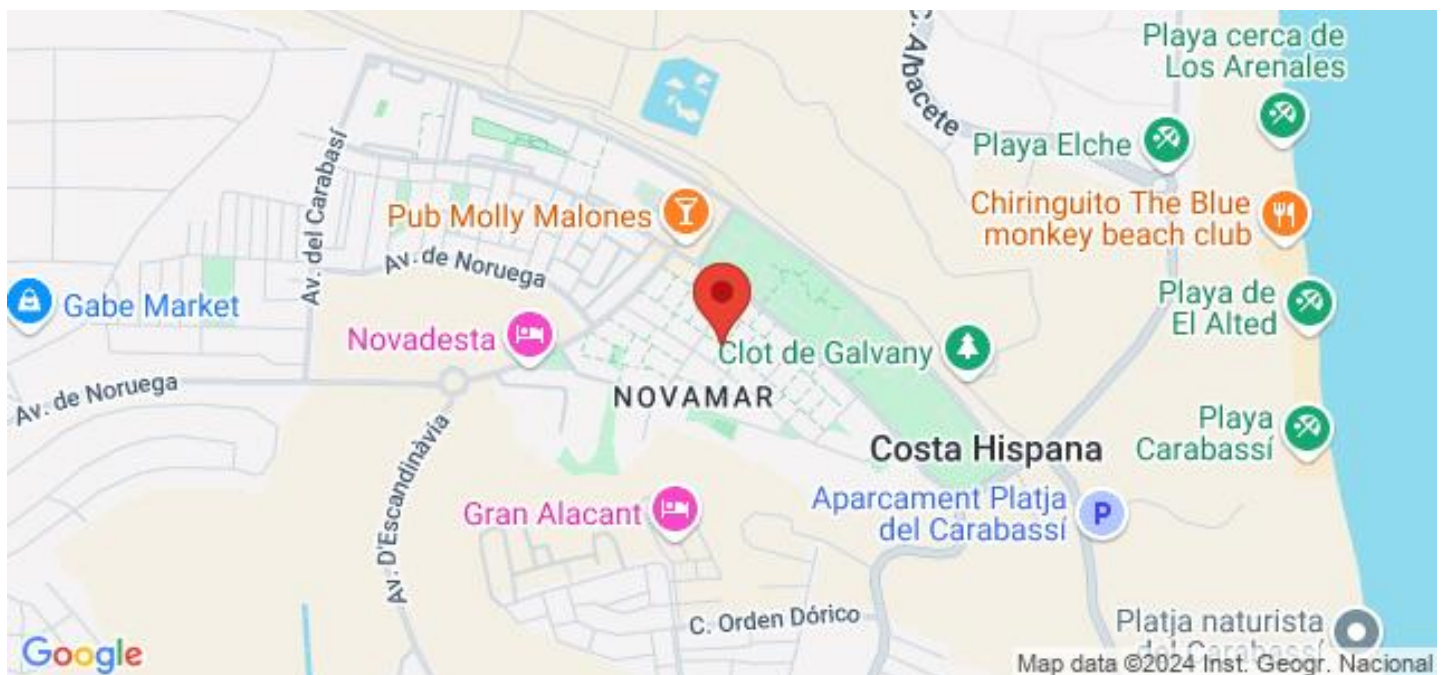 C. Albacete
Playa cerca de
Los Arenales
Playa Elche
Av. del Carabasí
Pub Molly Malones
Chiringuito The Blue
monkey beach club
Av. de Noruega
Gabe Market
Playa de
El Alted
Novadesta
Clot de Galvany
Av. de Noruega
NOVAMAR
Playa
Carabassí
Costa Hispana
Av. D'Escandinàvia
Gran Alacant
Aparcament Platja
del Carabassí
P
C. Orden Dórico
Platja naturista
del Carabassí
Google
Map data ©2024 Inst. Geogr. Nacional